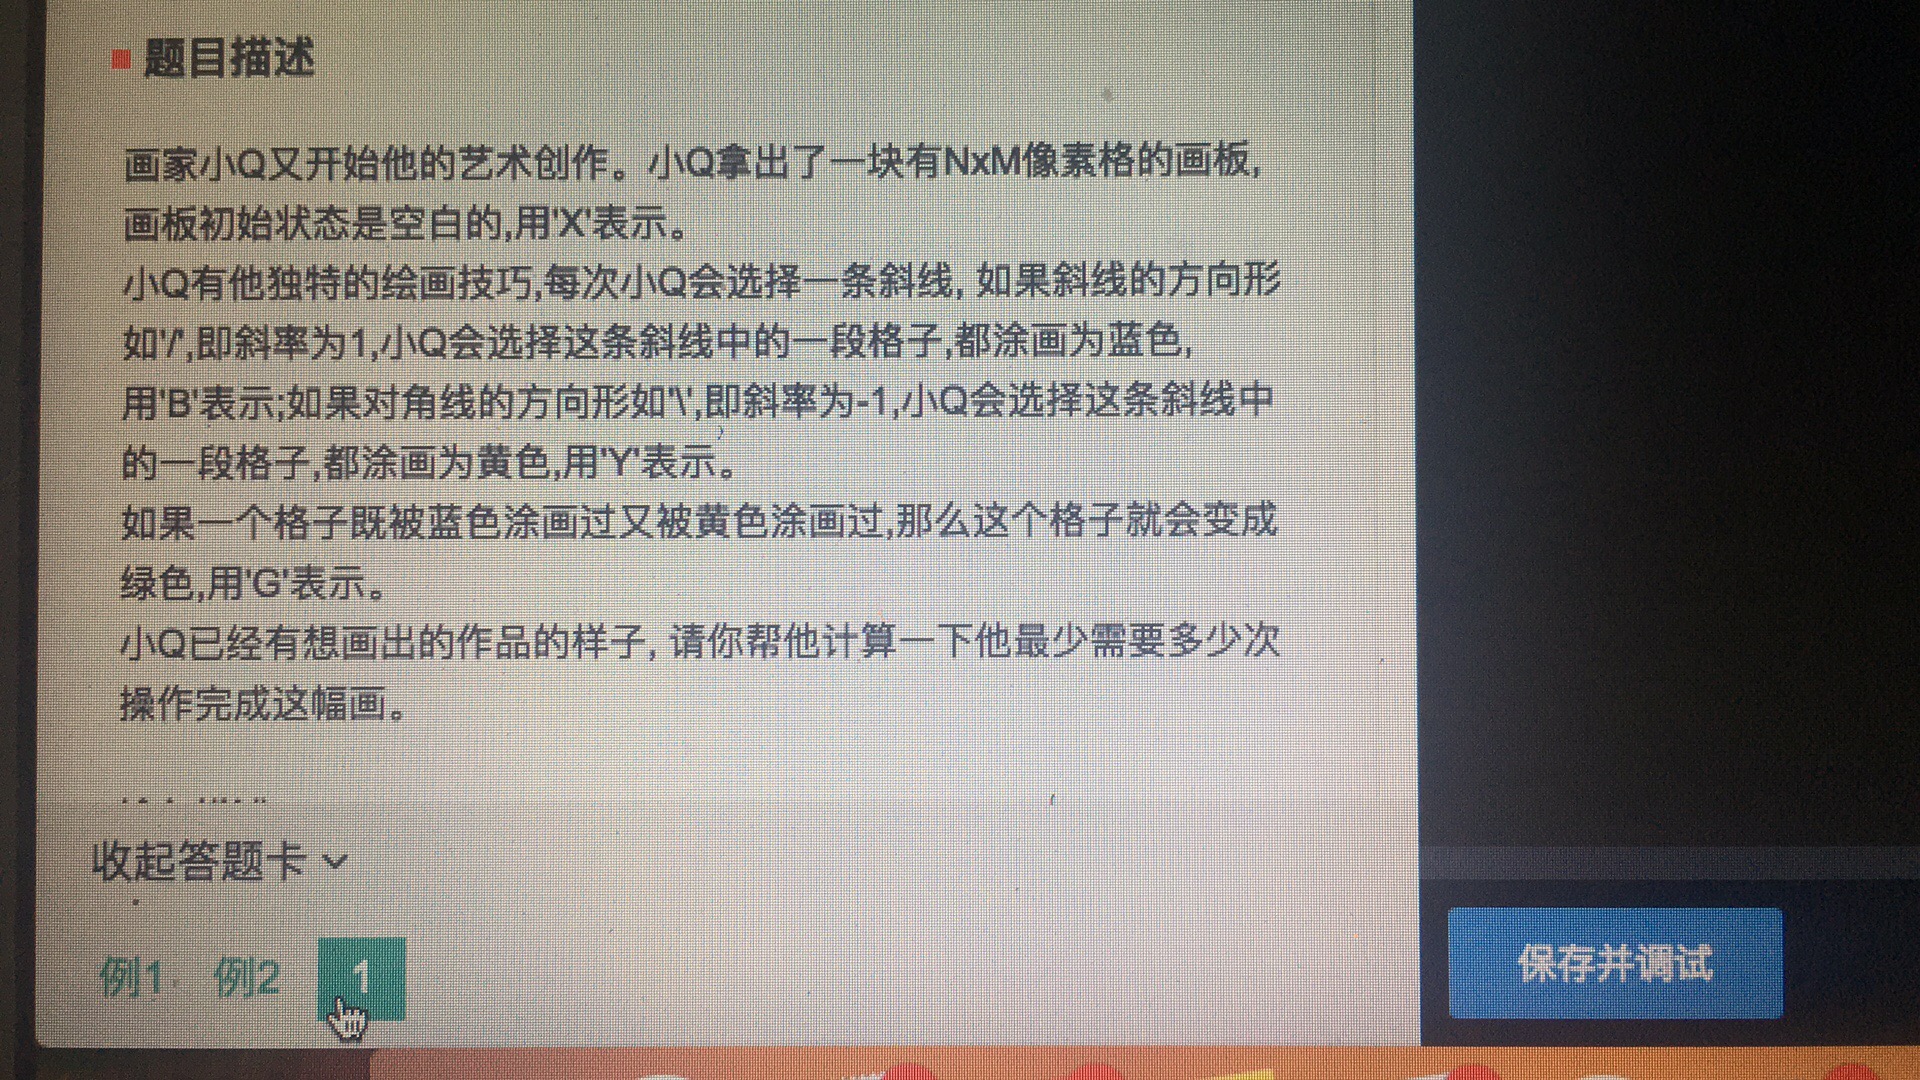 题目描述
画家小Q又开始他的艺术创作。小Q拿出了一块有NxM像素格的画板,
画板初始状态是空白的,用'X'表示。
小Q有他独特的绘画技巧,每次小Q会选择一条斜线, 如果斜线的方向形
如'/',即斜率为1,小Q会选择这条斜线中的一段格子,都涂画为蓝色,
用'B'表示;如果对角线的方向形如'\',即斜率为-1,小Q会选择这条斜线中
的一段格子,都涂画为黄色,用'Y'表示。
如果一个格子既被蓝色涂画过又被黄色涂画过,那么这个格子就会变成
绿色,用'G'表示。
小Q已经有想画出的作品的样子, 请你帮他计算一下他最少需要多少次
操作完成这幅画。
收起答题卡
例1 例2 1
保存并调试